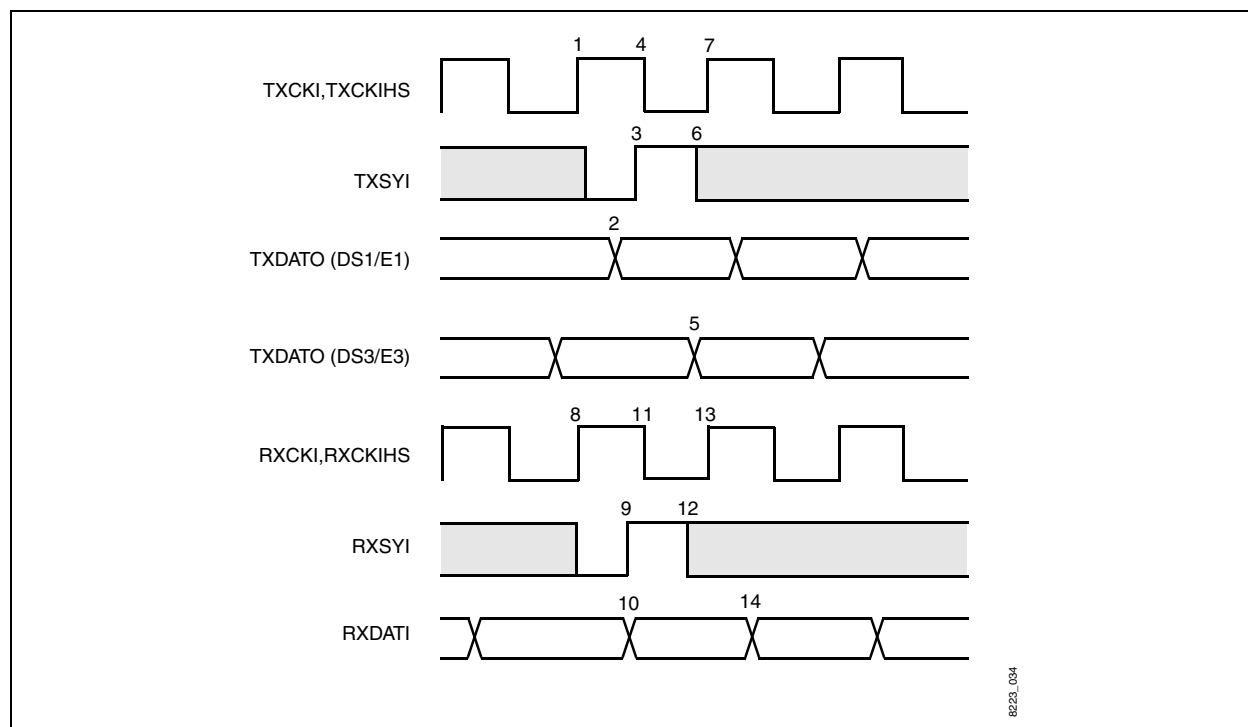 1 4 7
TXCKI,TXCKIHS
3 6
TXSYI
2
TXDATO (DS1/E1)
5
TXDATO (DS3/E3)
8 11 13
RXCKI,RXCKIHS
9 12
RXSYI
10 14
RXDATI
8223_034